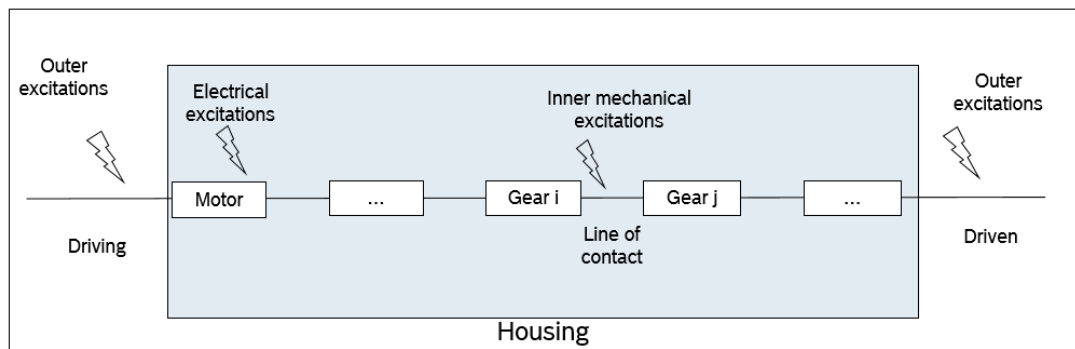 Outer
excitations
Electrical
excitations
Inner mechanical
excitations
Outer
excitations
Motor
...
Gear i
Gear j
...
Driving
Line of
contact
Driven
Housing